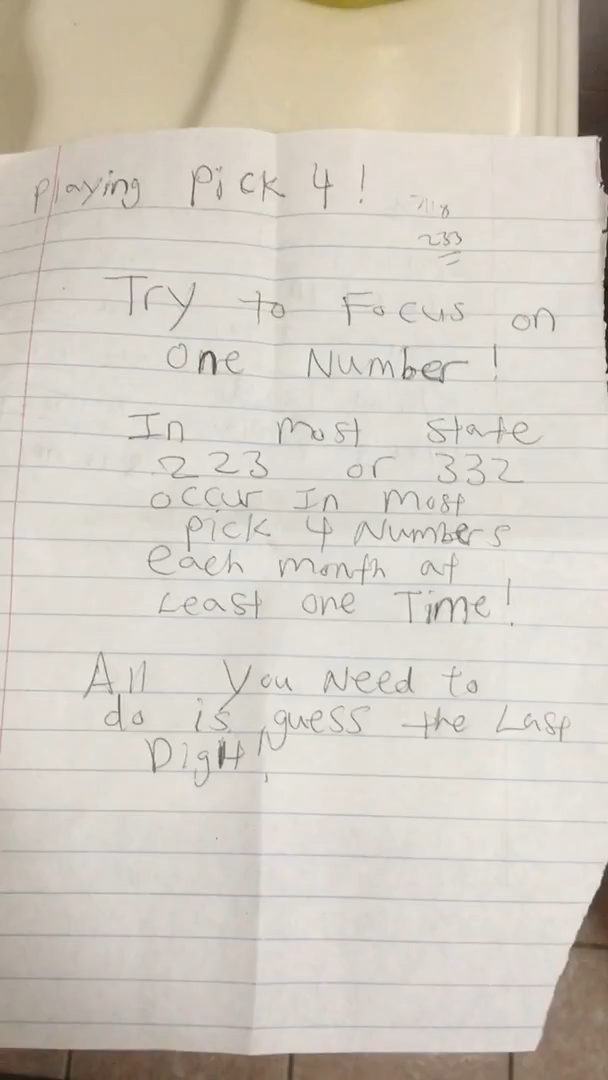 Playing Pick 4!
233
Try to Focus on
One Number!
In most state
223 or 332
occur In most
pick 4 Numbers
each month at
Least one Time!
All You Need to
do is guess the Last
Digit!